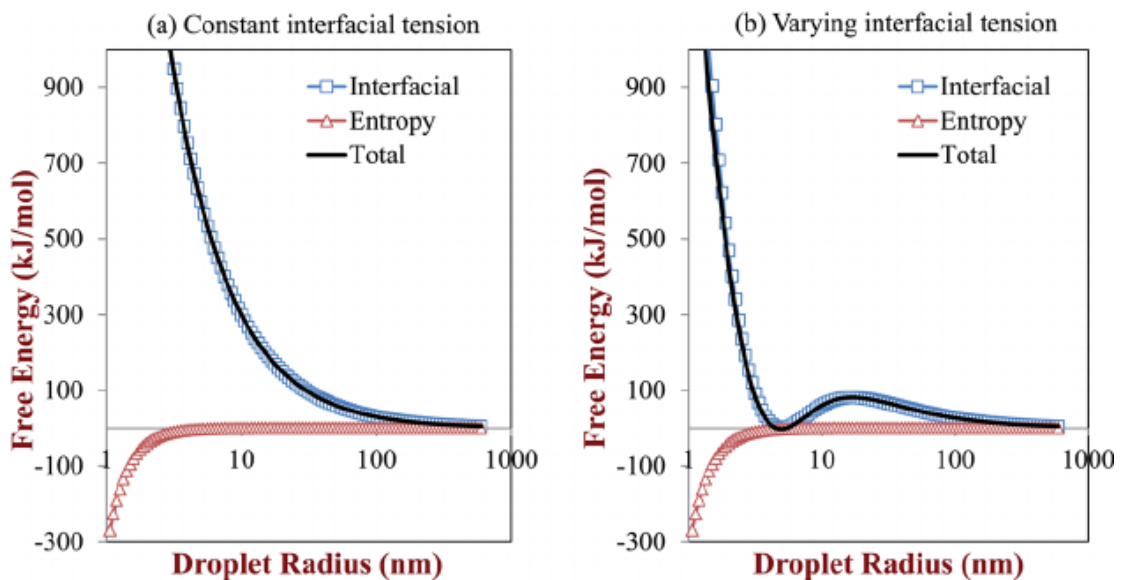 (a) Constant interfacial tension
Free Energy (kJ/mol)
900
700
500
300
100
-100
-300
Interfacial
Entropy
Total
1
10
100
1000
Droplet Radius (nm)
(b) Varying interfacial tension
Free Energy (kJ/mol)
900
700
500
300
100
-100
-300
Interfacial
Entropy
Total
1
10
100
1000
Droplet Radius (nm)